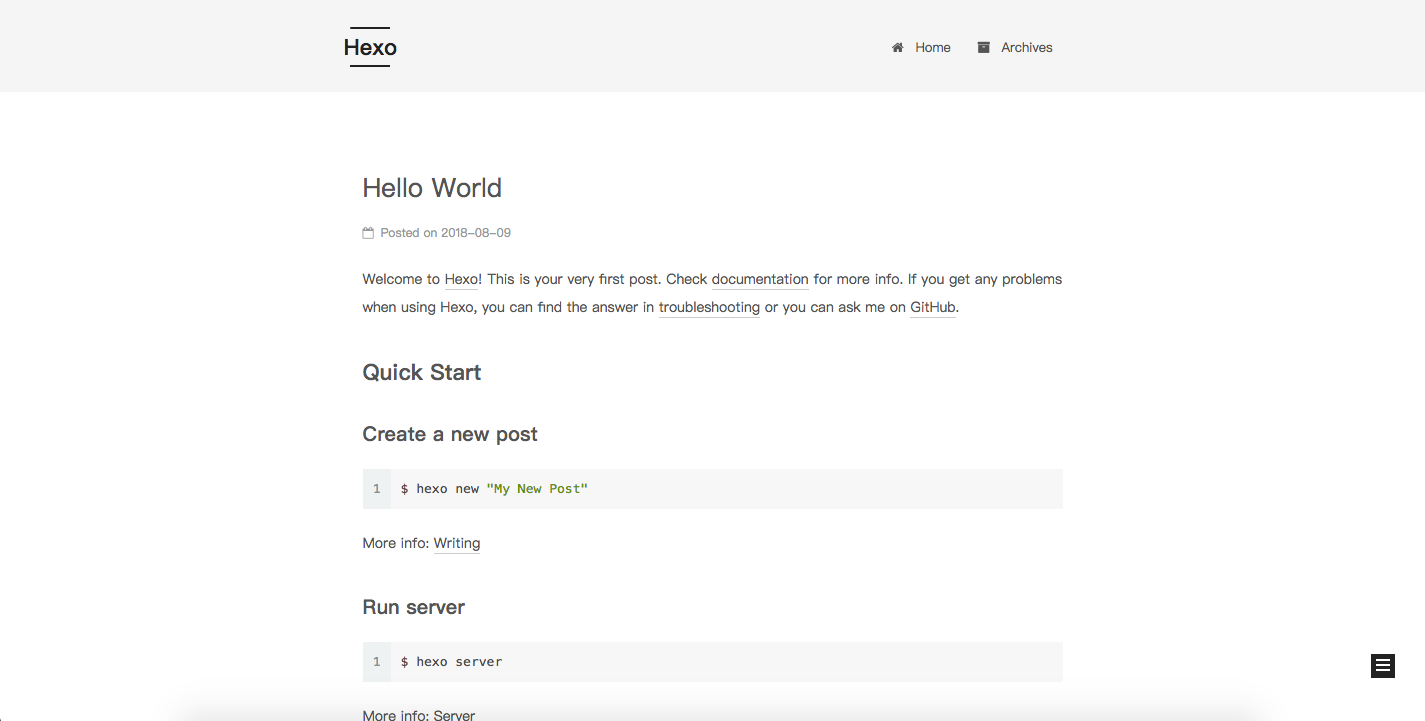 Hexo
Home
Archives
Hello World
Posted on 2018-08-09
Welcome to Hexo! This is your very first post. Check documentation for more info. If you get any problems
when using Hexo, you can find the answer in troubleshooting or you can ask me on GitHub.
Quick Start
Create a new post
1 $ hexo new "My New Post"
More info: Writing
Run server
1 $ hexo server
More info: Server